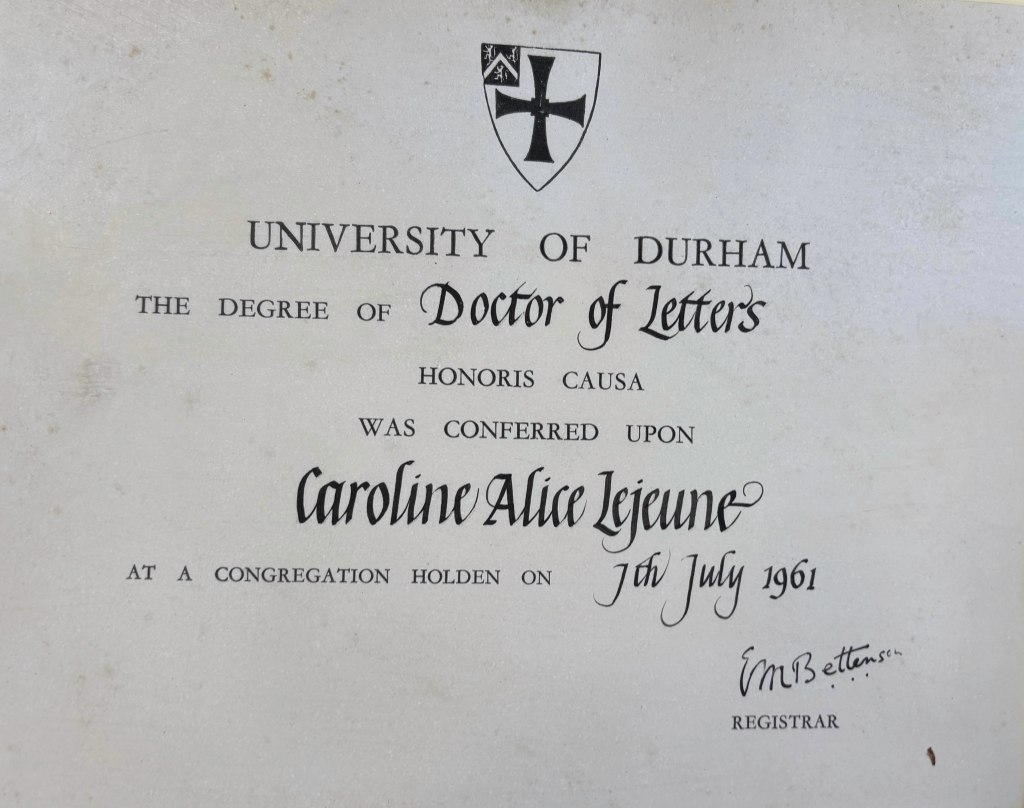 UNIVERSITY OF DURHAM
THE DEGREE OF Doctor of Letters
HONORIS CAUSA
WAS CONFERRED UPON
Caroline Alice Lejeune
AT A CONGREGATION HOLDEN ON 7th July 1961
EMBettenson
REGISTRAR